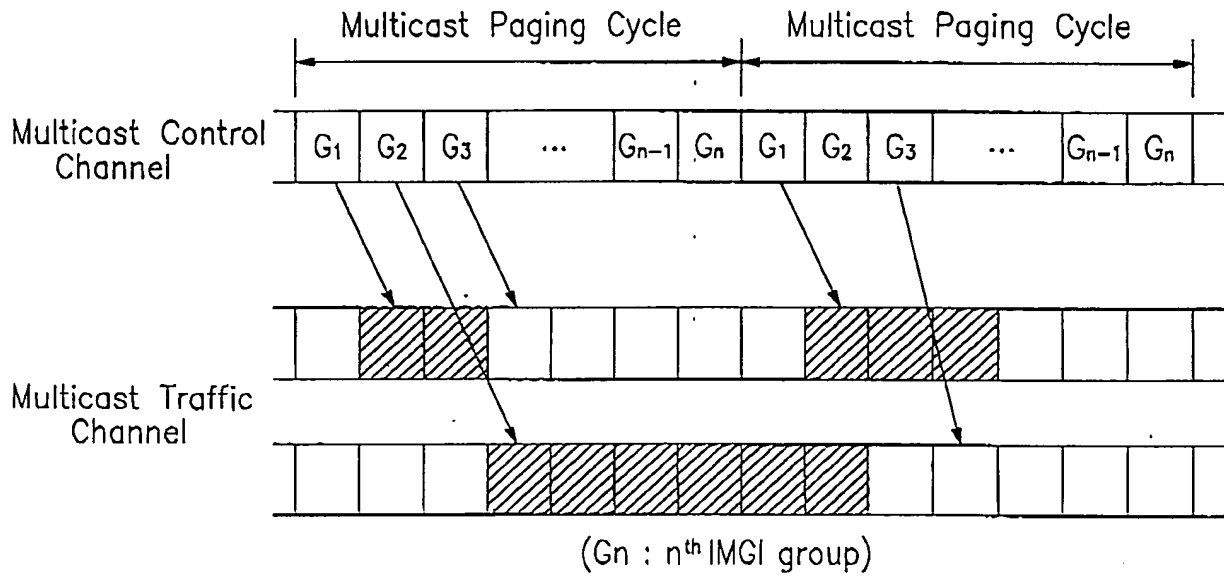 Multicast Paging Cycle Multicast Paging Cycle
Multicast Control
Channel
G1 G2 G3 ... Gn-1 Gn G1 G2 G3 ... Gn-1 Gn
Multicast Traffic
Channel
(Gn : nth IMGI group)